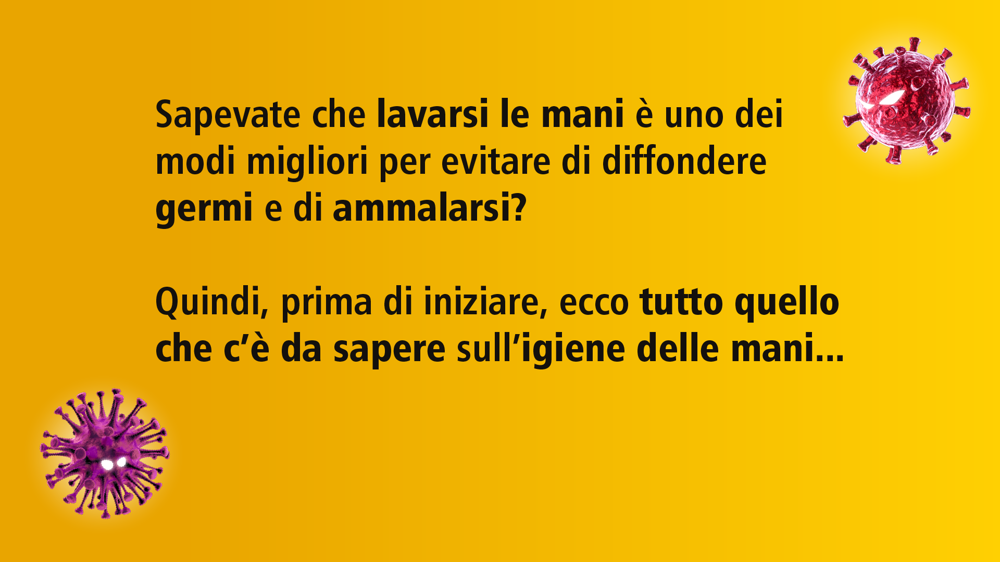 Sapevate che lavarsi le mani è uno dei
modi migliori per evitare di diffondere
germi e di ammalarsi?
Quindi, prima di iniziare, ecco tutto quello
che c’è da sapere sull’igiene delle mani...